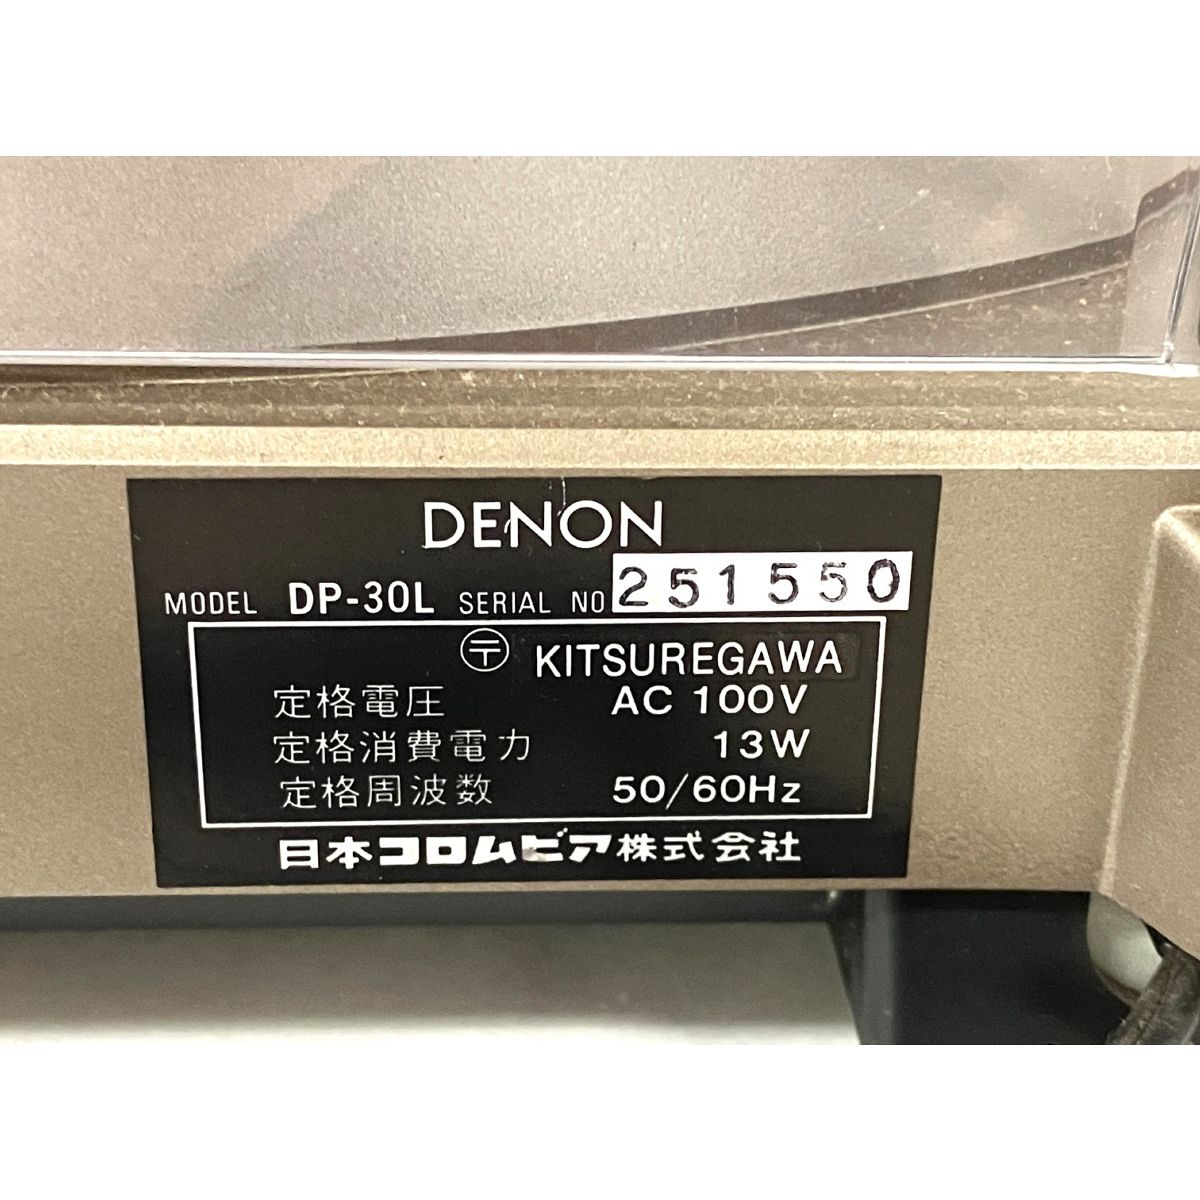 DENON
MODEL DP-30L SERIAL NO 251550
〒 KITSUREGAWA
定格電圧 AC 100V
定格消費電力 13W
定格周波数 50/60Hz
日本コロムビア株式会社